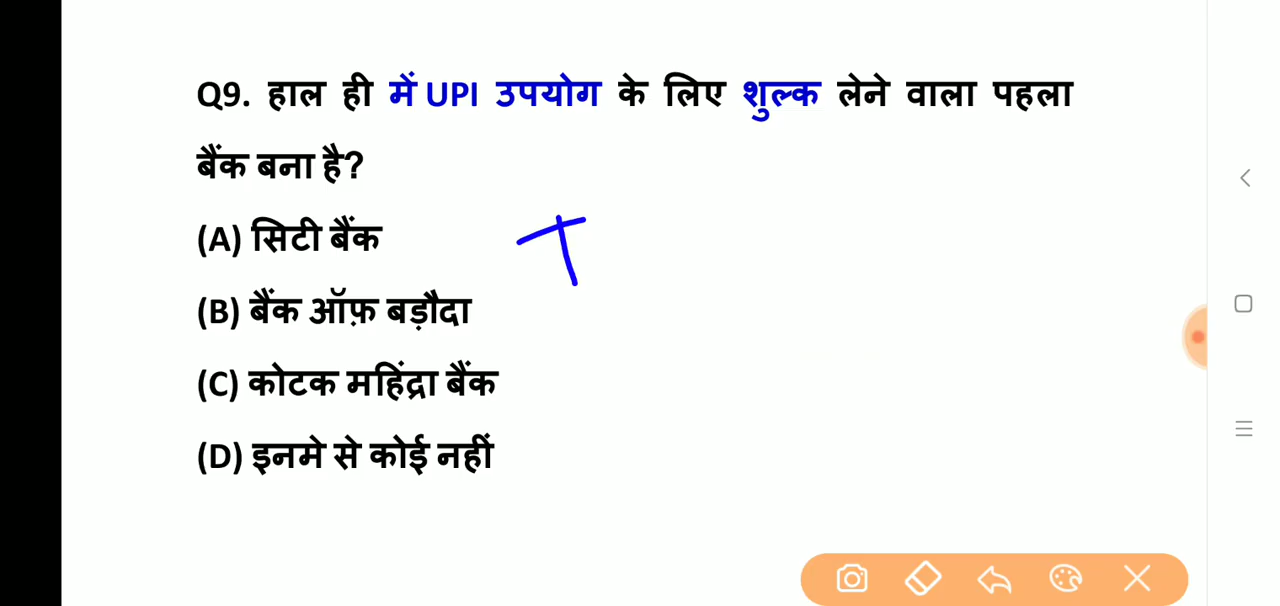 Q9. हाल ही में UPI उपयोग के लिए शुल्क लेने वाला पहला
बैंक बना है?
(A) सिटी बैंक
(B) बैंक ऑफ़ बड़ौदा
(C) कोटक महिंद्रा बैंक
(D) इनमे से कोई नहीं